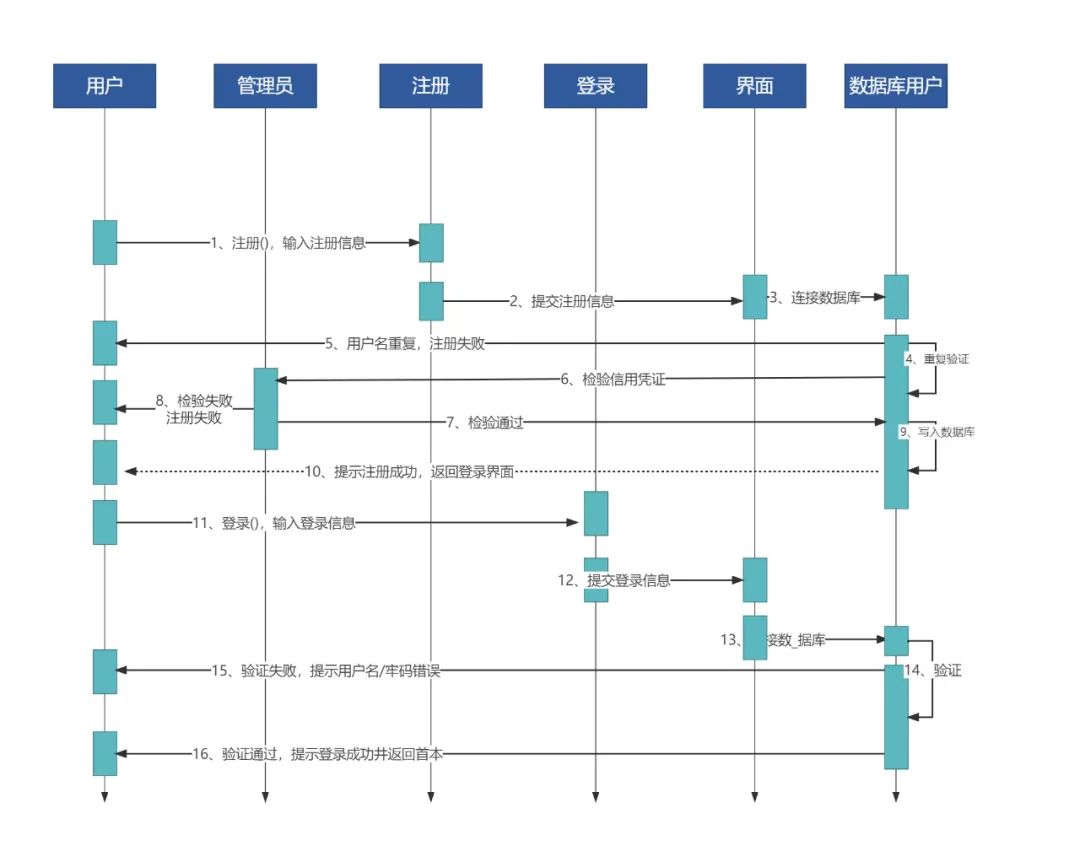 用户
管理员
注册
登录
界面
数据库用户
1、注册()，输入注册信息
2、提交注册信息
3、连接数据库
5、用户名重复，注册失败
4、重复验证
6、检验信用凭证
8、检验失败
注册失败
7、检验通过
9、写入数据库
10、提示注册成功，返回登录界面
11、登录()，输入登录信息
12、提交登录信息
13、
接数_据库
15、验证失败，提示用户名/牢码错误
14、验证
16、验证通过，提示登录成功井返回首本